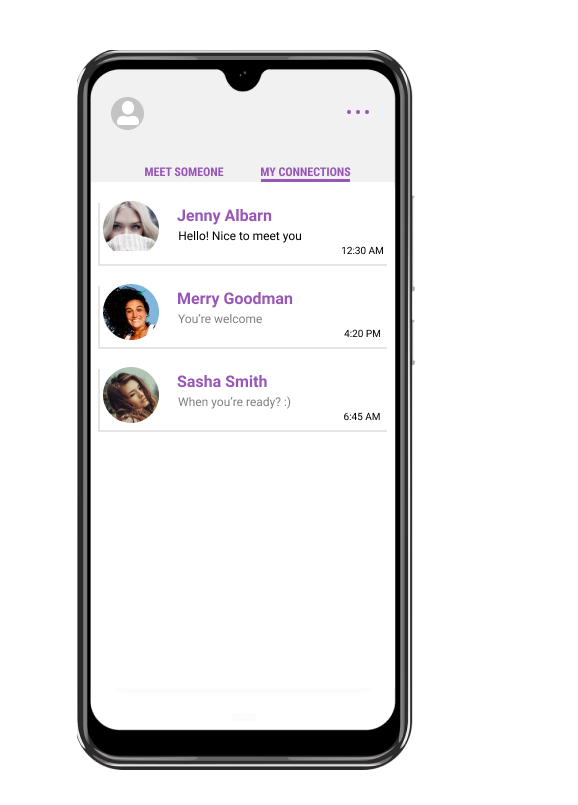 MEET SOMEONE
MY CONNECTIONS
Jenny Albarn
Hello! Nice to meet you
12:30 AM
Merry Goodman
You're welcome
4:20 PM
Sasha Smith
When you're ready? :)
6:45 AM